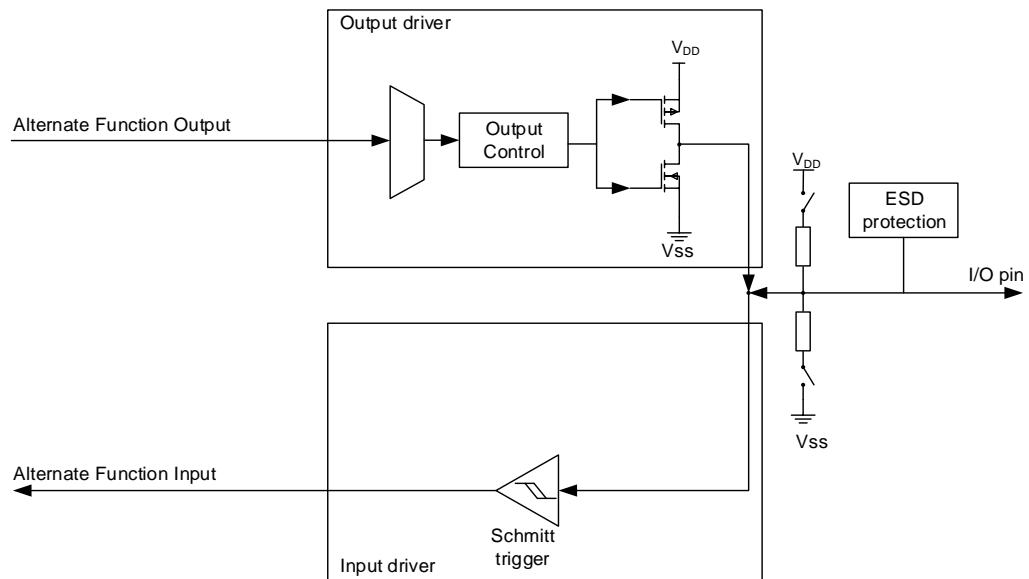 Output driver
VDD
Alternate Function Output
Output
Control
Vss
VDD
ESD
protection
I/O pin
Vss
Alternate Function Input
Schmitt
trigger
Input driver